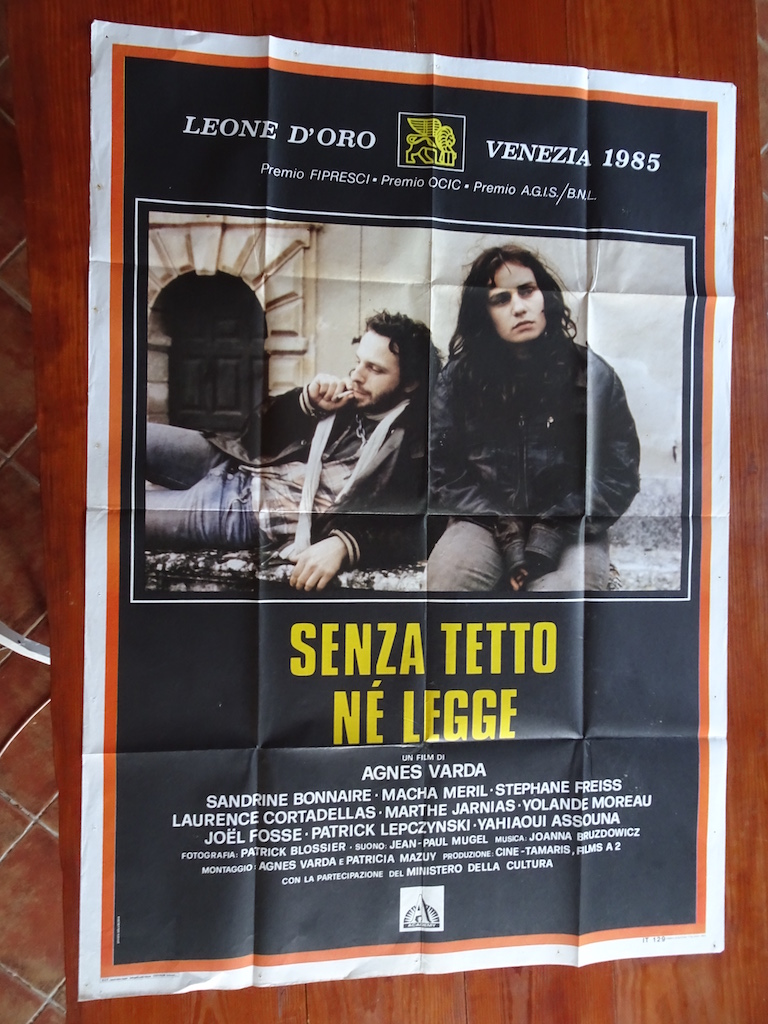 LEONE D'ORO VENEZIA 1985
Premio FIPRESCI • Premio OCIC • Premio A.G.I.S./B.N.L.
SENZA TETTO
NÉ LEGGE
UN FILM DI
AGNES VARDA
SANDRINE BONNAIRE · MACHA MERIL · STEPHANE FREISS
LAURENCE CORTADELLAS · MARTHE JARNIAS · YOLANDE MOREAU
JOËL FOSSE · PATRICK LEPCZYNSKI · YAHIAOUI ASSOUNA
FOTOGRAFIA: PATRICK BLOSSIER · SUONO: JEAN-PAUL MUGEL MUSICA: JOANNA BRUZDOWICZ
MONTAGGIO: AGNES VARDA E PATRICIA MAZUY PRODUZIONE: CINE-TAMARIS, FILMS A 2
CON LA PARTECIPAZIONE DEL MINISTERO DELLA CULTURA
ACADEMY
IT. 129